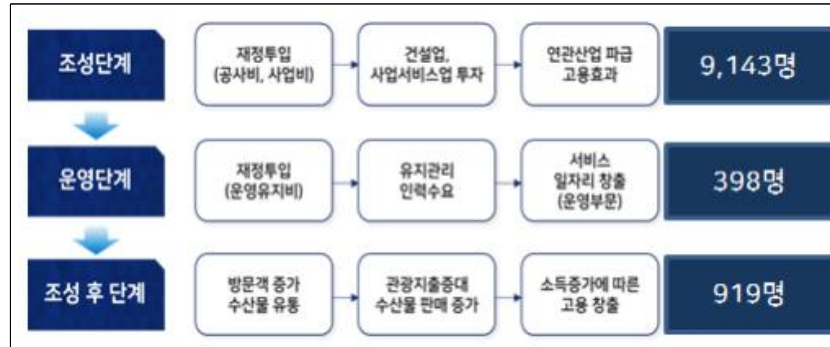 조성단계
재정투입
(공사비, 사업비)
건설업,
사업서비스업 투자
연관산업 파급
고용효과
9,143명
운영단계
재정투입
(운영유지비)
유지관리
인력수요
서비스
일자리 창출
(운영부문)
398명
조성 후 단계
방문객 증가
수산물 유통
관광지출증대
수산물 판매 증가
소득증가에 따른
고용 창출
919명